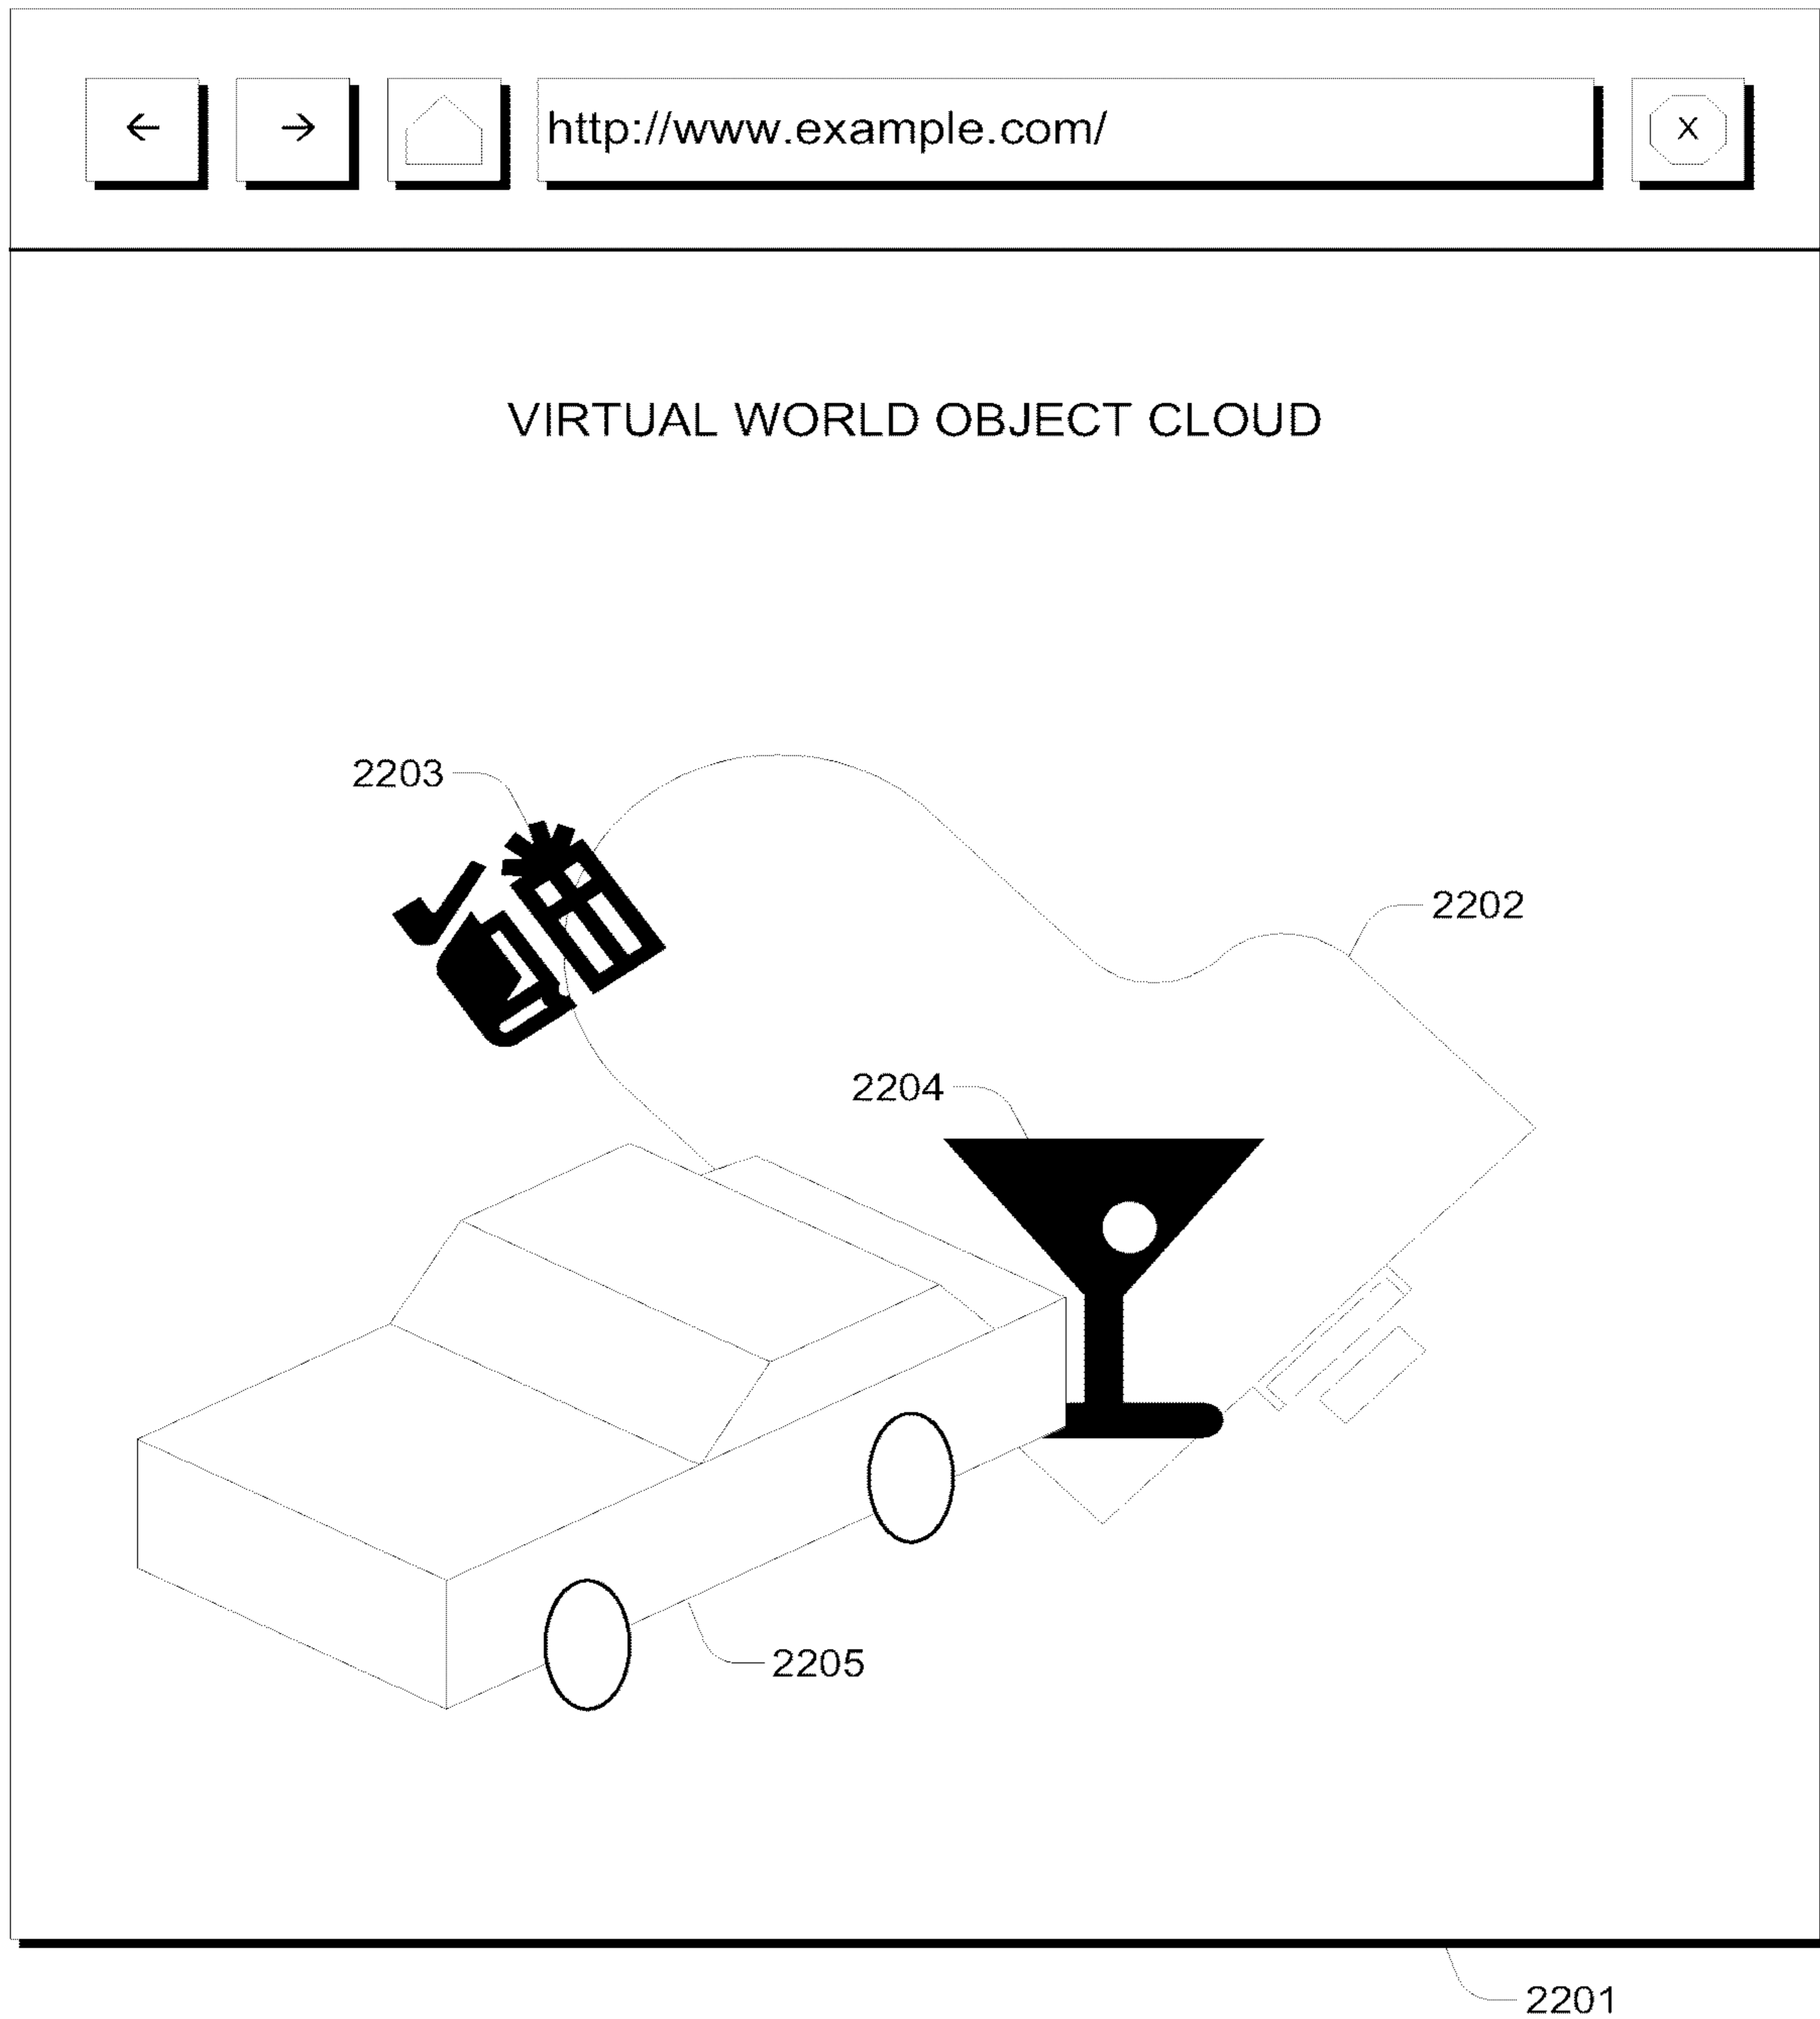 ← → http://www.example.com/ X
VIRTUAL WORLD OBJECT CLOUD
2203
2202
2204
2205
2201